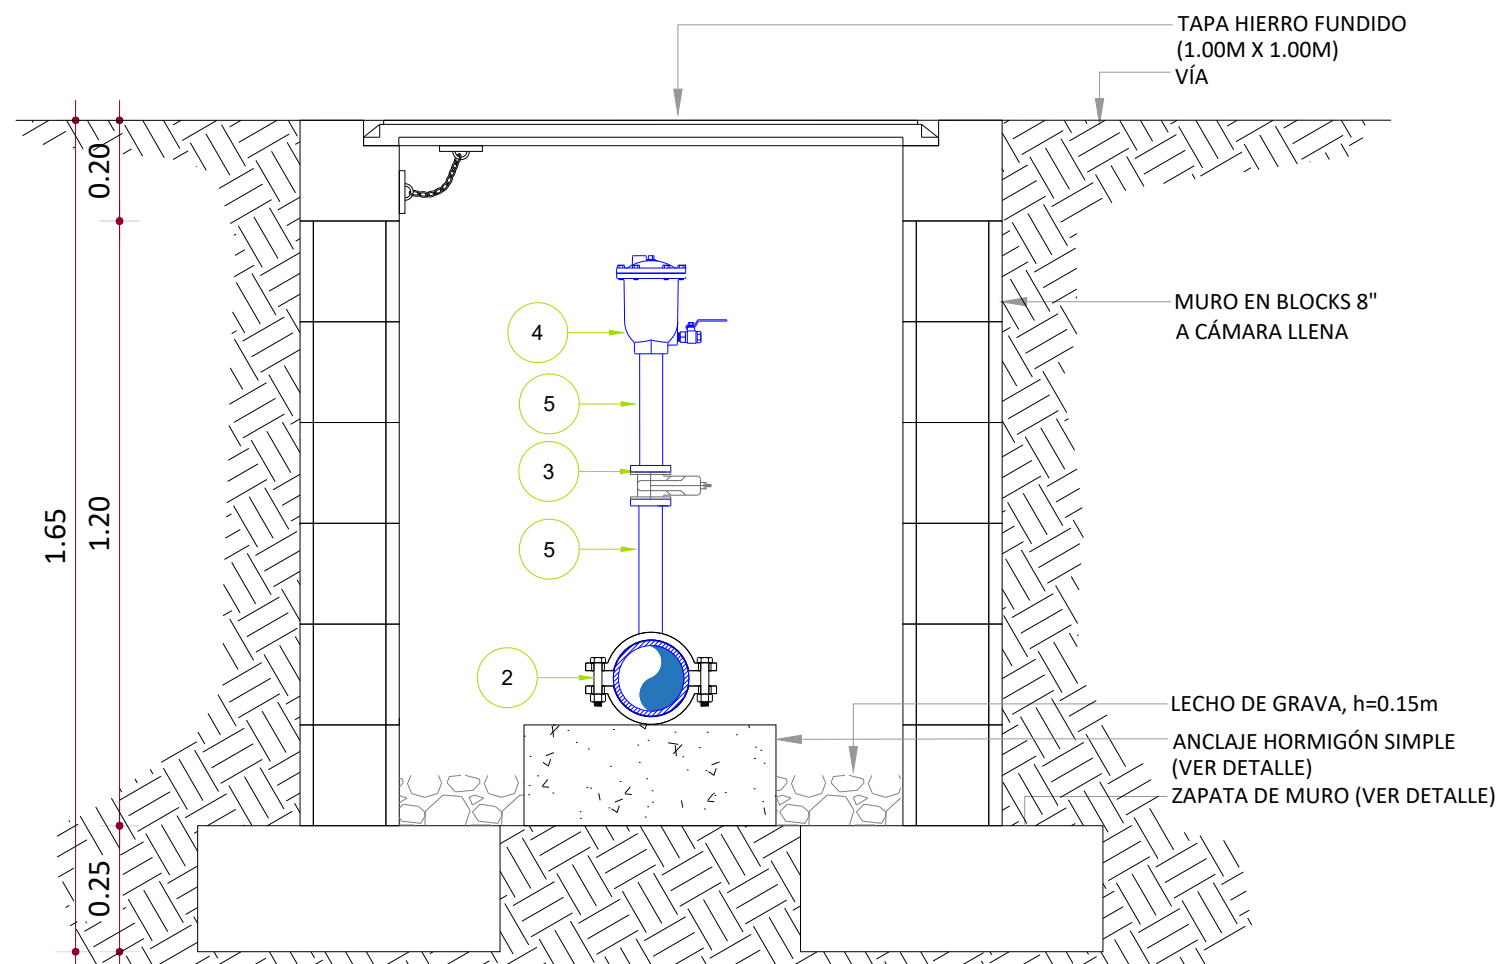 TAPA HIERRO FUNDIDO
(1.00M X 1.00M)
VÍA
0.20
MURO EN BLOCKS 8"
A CÁMARA LLENA
4
5
3
1.65
1.20
5
2
LECHO DE GRAVA, h=0.15m
ANCLAJE HORMIGÓN SIMPLE
(VER DETALLE)
ZAPATA DE MURO (VER DETALLE)
0.25